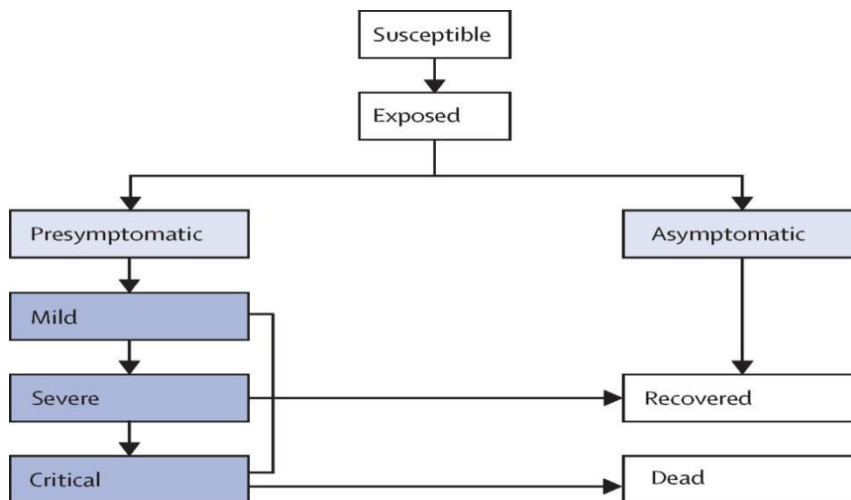 Susceptible
Exposed
Presymptomatic
Asymptomatic
Mild
Severe
Recovered
Critical
Dead